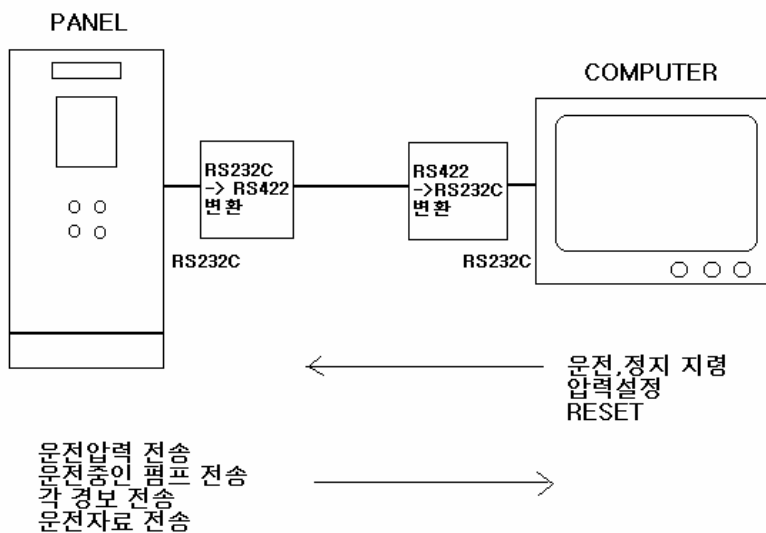 PANEL
COMPUTER
RS232C
-> RS422
변환
RS422
->RS232C
변환
RS232C
RS232C
운전,정지 지령
압력설정
RESET
운전압력 전송
운전중인 펌프 전송
각 경보 전송
운전자료 전송